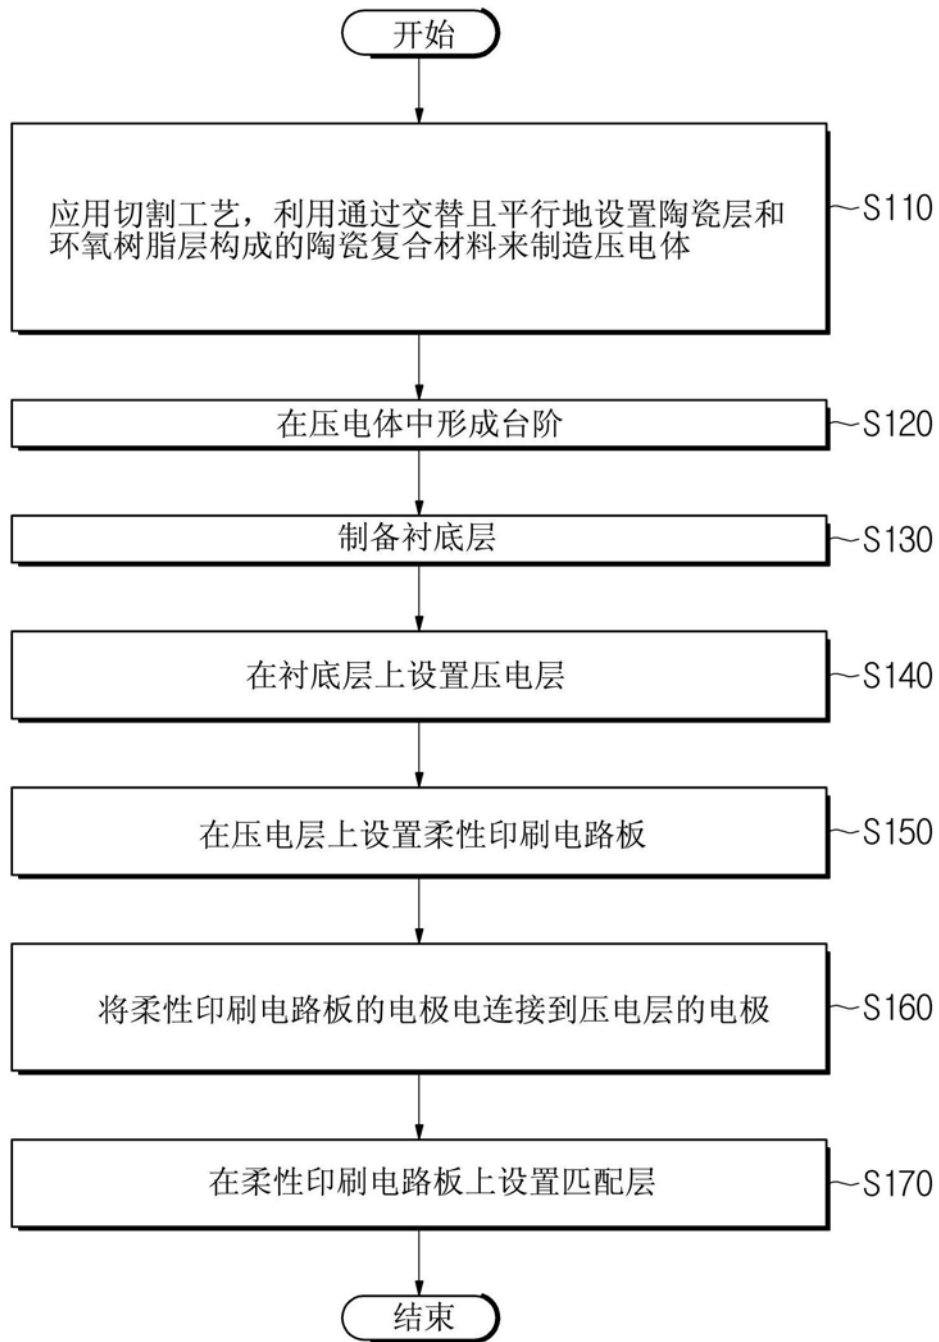 开始
应用切割工艺，利用通过交替且平行地设置陶瓷层和
环氧树脂层构成的陶瓷复合材料来制造压电体
S110
在压电体中形成台阶
S120
制备衬底层
S130
在衬底层上设置压电层
S140
在压电层上设置柔性印刷电路板
S150
将柔性印刷电路板的电极电连接到压电层的电极
S160
在柔性印刷电路板上设置匹配层
S170
结束